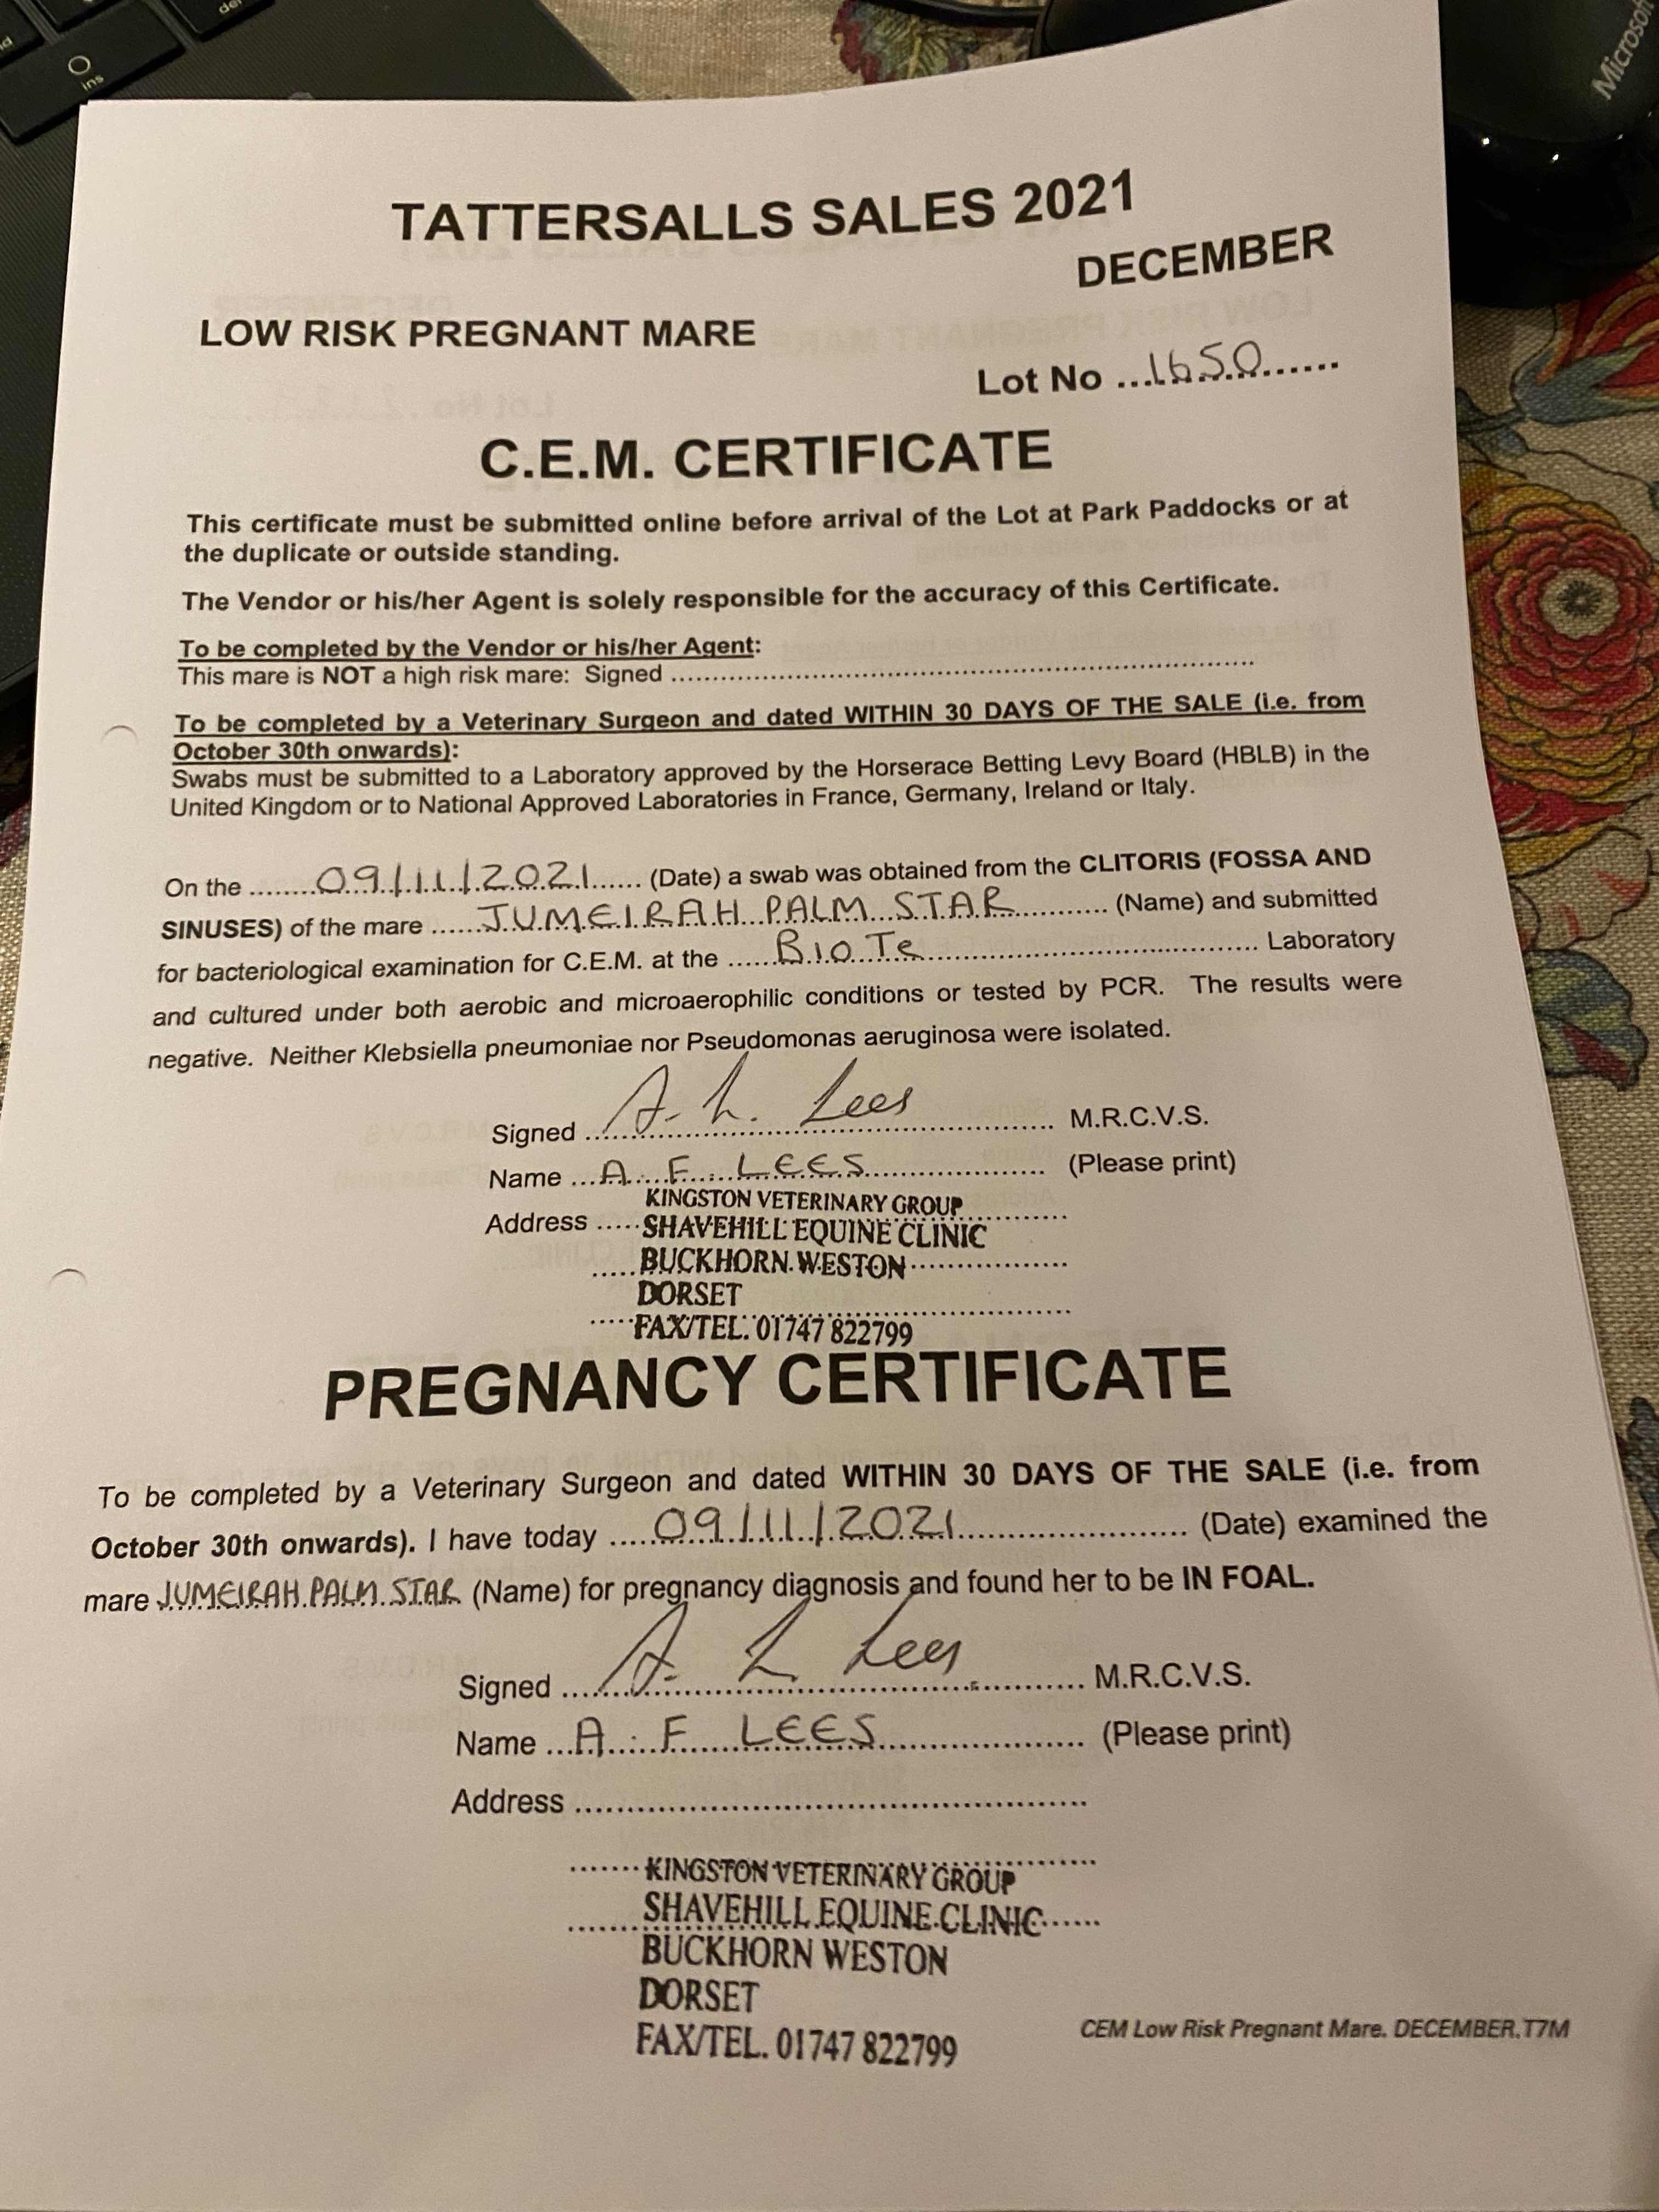 ins
del
Microsoft
TATTERSALLS SALES 2021
DECEMBER
LOW RISK PREGNANT MARE
Lot No ...1650......
C.E.M. CERTIFICATE
This certificate must be submitted online before arrival of the Lot at Park Paddocks or at
the duplicate or outside standing.
The Vendor or his/her Agent is solely responsible for the accuracy of this Certificate.
To be completed by the Vendor or his/her Agent:
This mare is NOT a high risk mare: Signed ........................................
To be completed by a Veterinary Surgeon and dated WITHIN 30 DAYS OF THE SALE (i.e. from
October 30th onwards):
Swabs must be submitted to a Laboratory approved by the Horserace Betting Levy Board (HBLB) in the
United Kingdom or to National Approved Laboratories in France, Germany, Ireland or Italy.
On the ........09/11/2021...... (Date) a swab was obtained from the CLITORIS (FOSSA AND
SINUSES) of the mare ......JUMEIRAH PALM STAR............ (Name) and submitted
for bacteriological examination for C.E.M. at the ......BioTe.............................. Laboratory
and cultured under both aerobic and microaerophilic conditions or tested by PCR. The results were
negative. Neither Klebsiella pneumoniae nor Pseudomonas aeruginosa were isolated.
Signed ...A. F. Lees............... M.R.C.V.S.
Name ...A. F. LEES.................... (Please print)
KINGSTON VETERINARY GROUP
Address .....SHAVEHILL EQUINE CLINIC
BUCKHORN WESTON
DORSET
FAX/TEL. 01747 822799
PREGNANCY CERTIFICATE
To be completed by a Veterinary Surgeon and dated WITHIN 30 DAYS OF THE SALE (i.e. from
October 30th onwards). I have today .....09/11/2021........................ (Date) examined the
mare JUMEIRAH PALM STAR (Name) for pregnancy diagnosis and found her to be IN FOAL.
Signed ....A. F. Lees............ M.R.C.V.S.
Name ...A. F. LEES........................ (Please print)
Address ..................................................
KINGSTON VETERINARY GROUP
SHAVEHILL EQUINE CLINIC
BUCKHORN WESTON
DORSET
FAX/TEL. 01747 822799
CEM Low Risk Pregnant Mare. DECEMBER.T7M